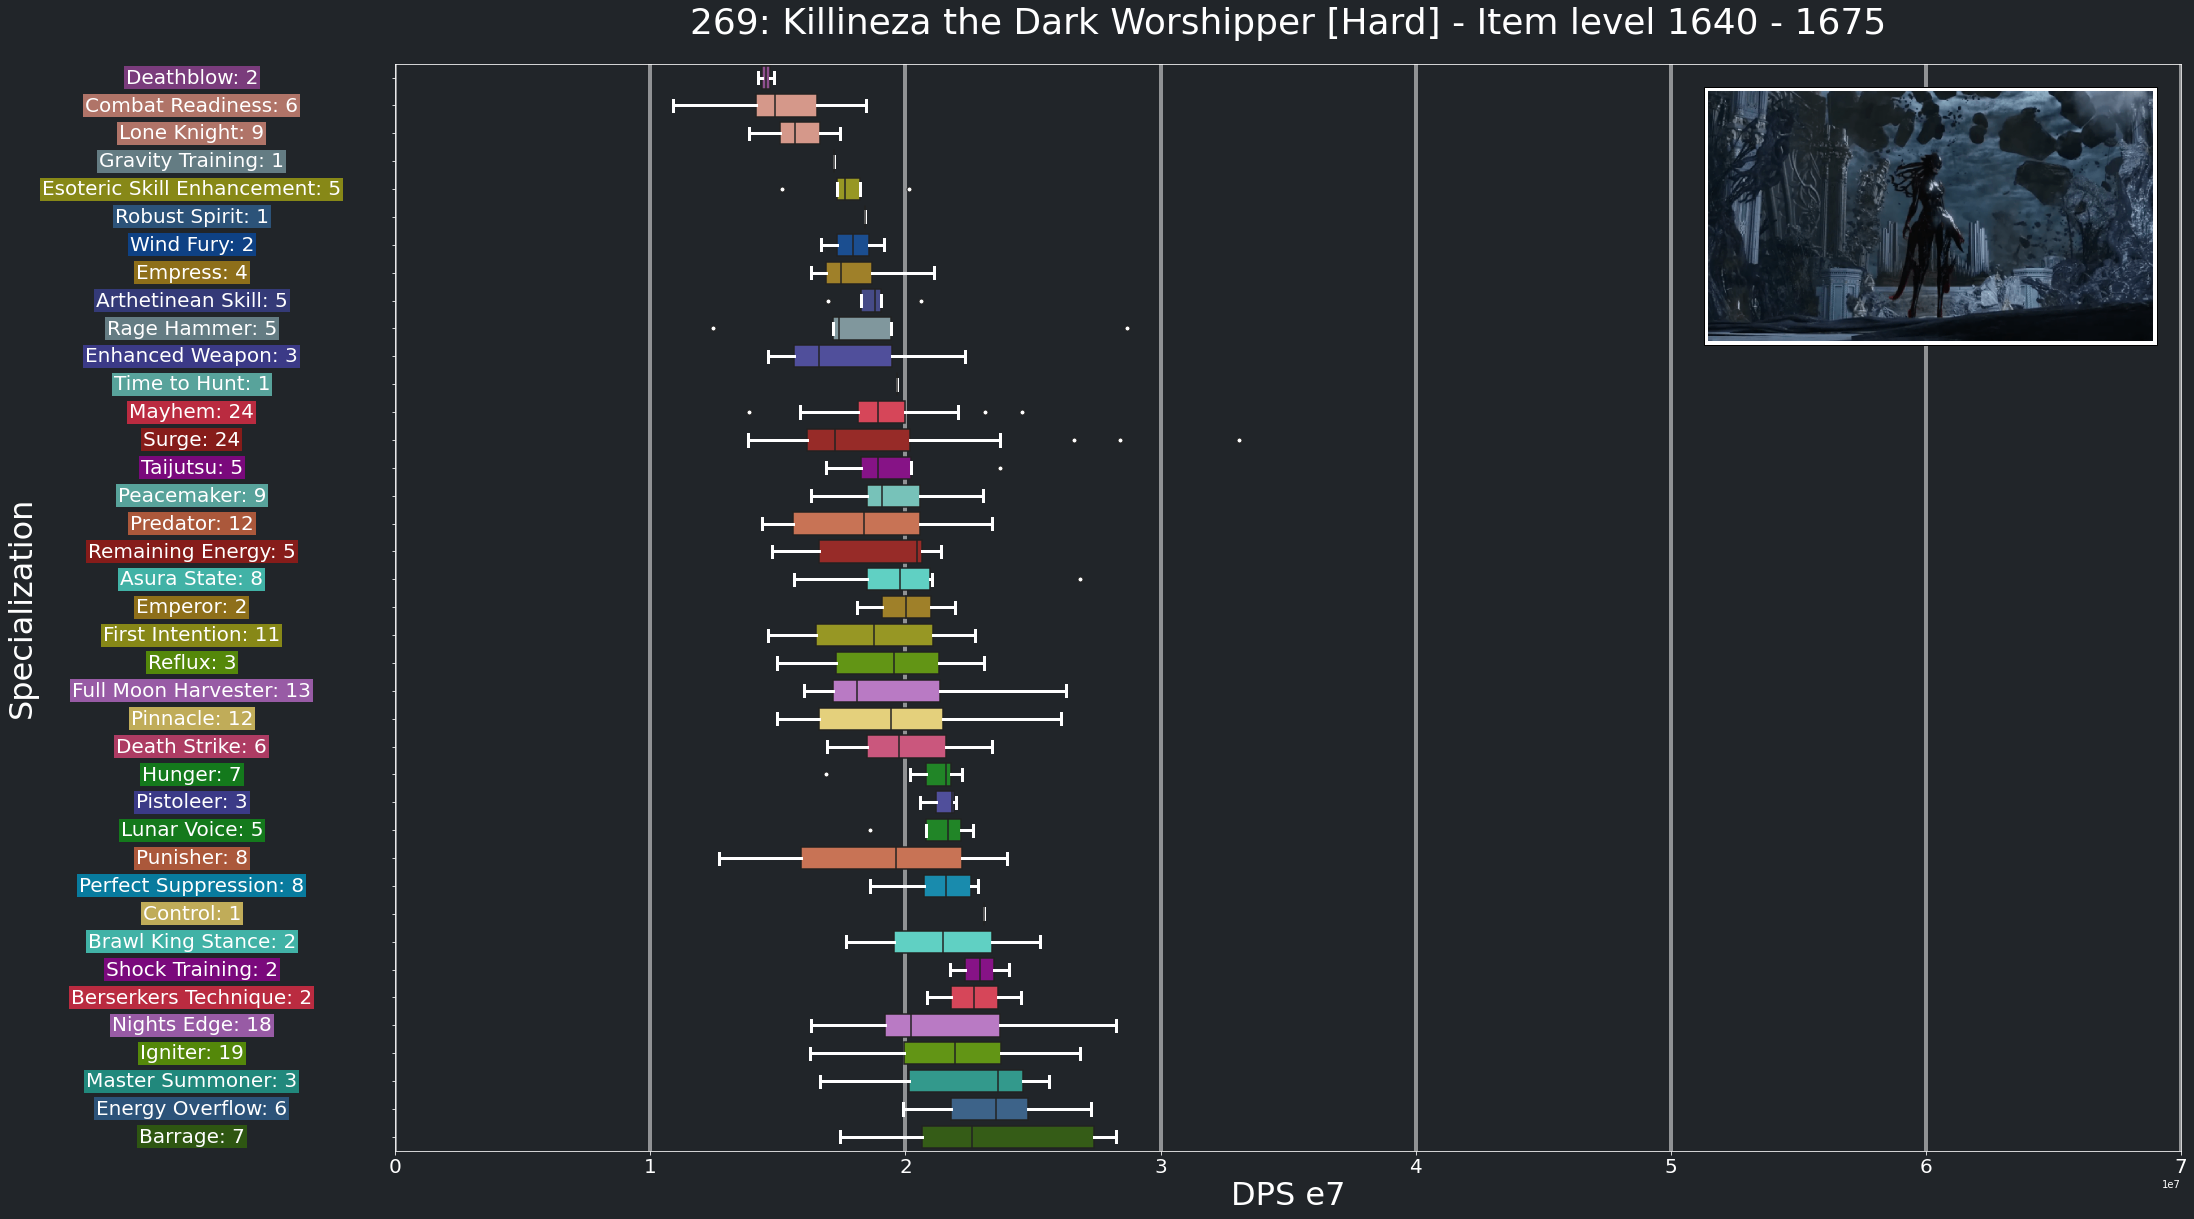 269: Killineza the Dark Worshipper [Hard] - Item level 1640 - 1675
Specialization
Deathblow: 2
Combat Readiness: 6
Lone Knight: 9
Gravity Training: 1
Esoteric Skill Enhancement: 5
Robust Spirit: 1
Wind Fury: 2
Empress: 4
Arthetinean Skill: 5
Rage Hammer: 5
Enhanced Weapon: 3
Time to Hunt: 1
Mayhem: 24
Surge: 24
Taijutsu: 5
Peacemaker: 9
Predator: 12
Remaining Energy: 5
Asura State: 8
Emperor: 2
First Intention: 11
Reflux: 3
Full Moon Harvester: 13
Pinnacle: 12
Death Strike: 6
Hunger: 7
Pistoleer: 3
Lunar Voice: 5
Punisher: 8
Perfect Suppression: 8
Control: 1
Brawl King Stance: 2
Shock Training: 2
Berserkers Technique: 2
Nights Edge: 18
Igniter: 19
Master Summoner: 3
Energy Overflow: 6
Barrage: 7
0 1 2 3 4 5 6 7
1e7
DPS e7